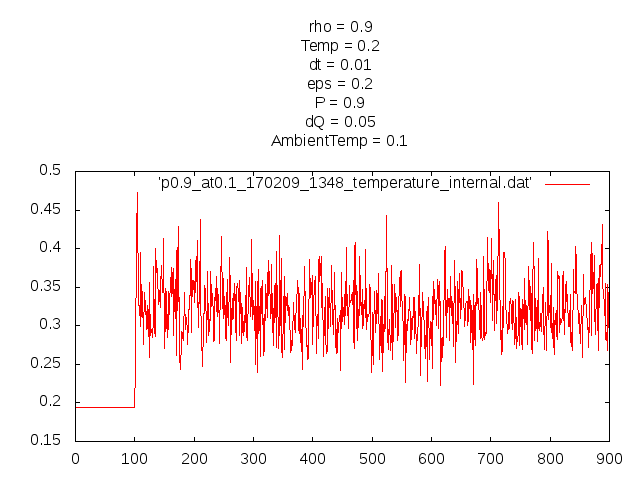 rho = 0.9
Temp = 0.2
dt = 0.01
eps = 0.2
P = 0.9
dQ = 0.05
AmbientTemp = 0.1
0.5
'p0.9_at0.1_170209_1348_temperature_internal.dat'
0.45
0.4
0.35
0.3
0.25
0.2
0.15
0 100 200 300 400 500 600 700 800 900